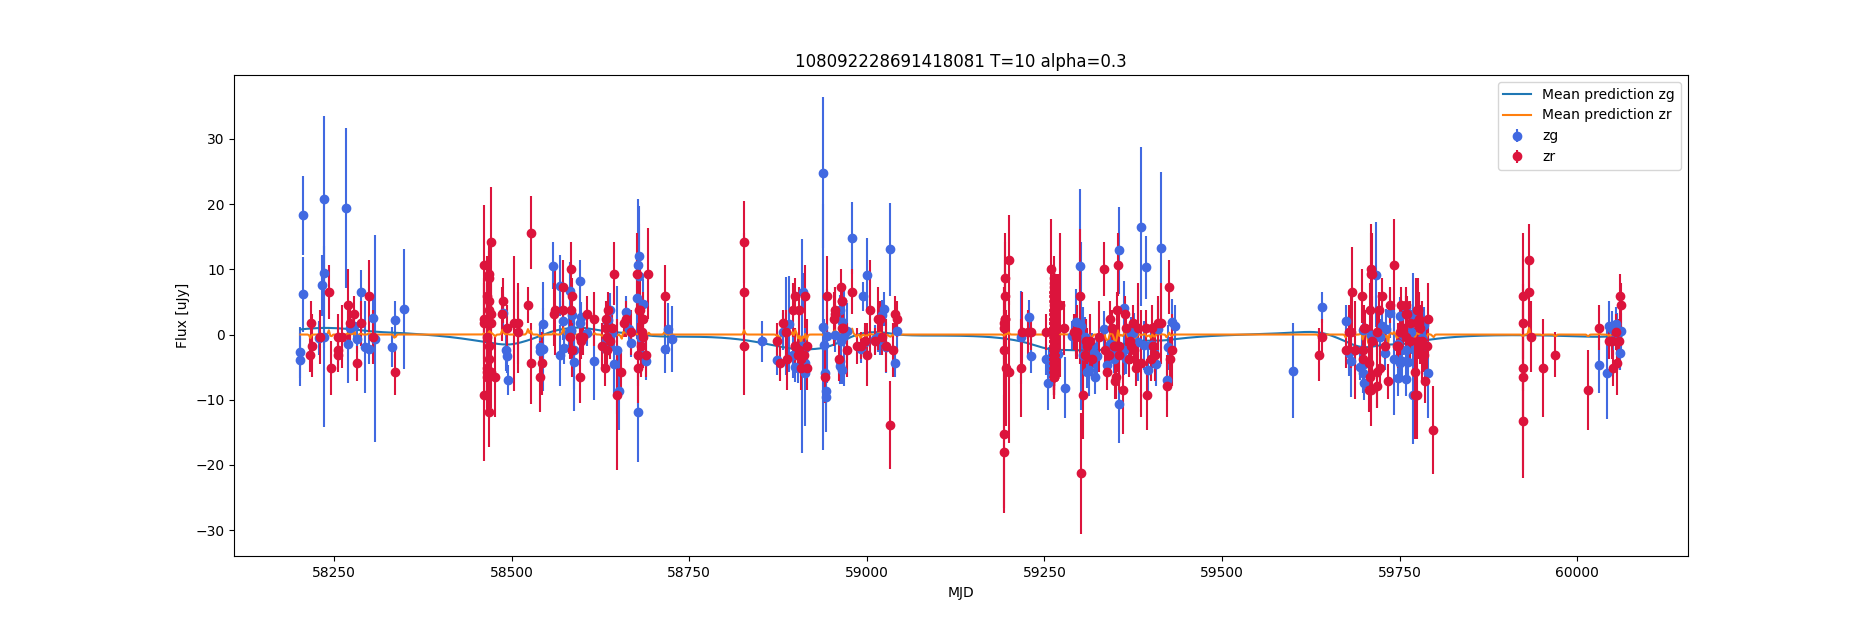 108092228691418081 T=10 alpha=0.3
Mean prediction zg
Mean prediction zr
zg
zr
Flux [uJy]
30
20
10
0
−10
−20
−30
58250 58500 58750 59000 59250 59500 59750 60000
MJD